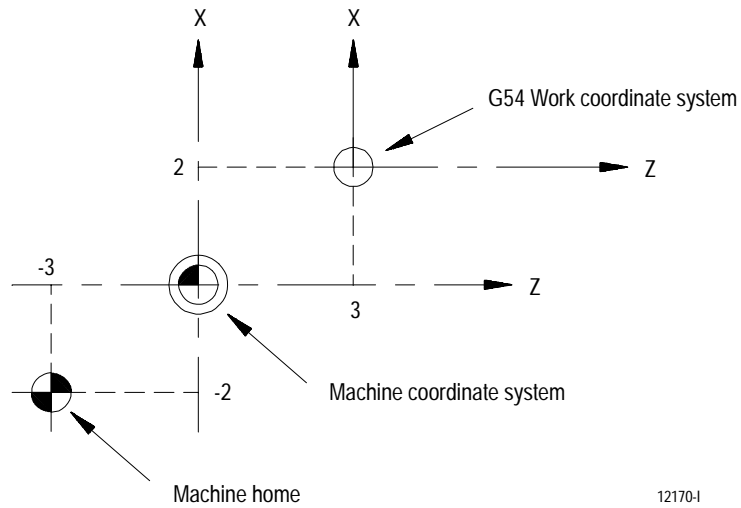 X
X
G54 Work coordinate system
2
Z
-3
Z
3
-2
Machine coordinate system
Machine home
12170-I